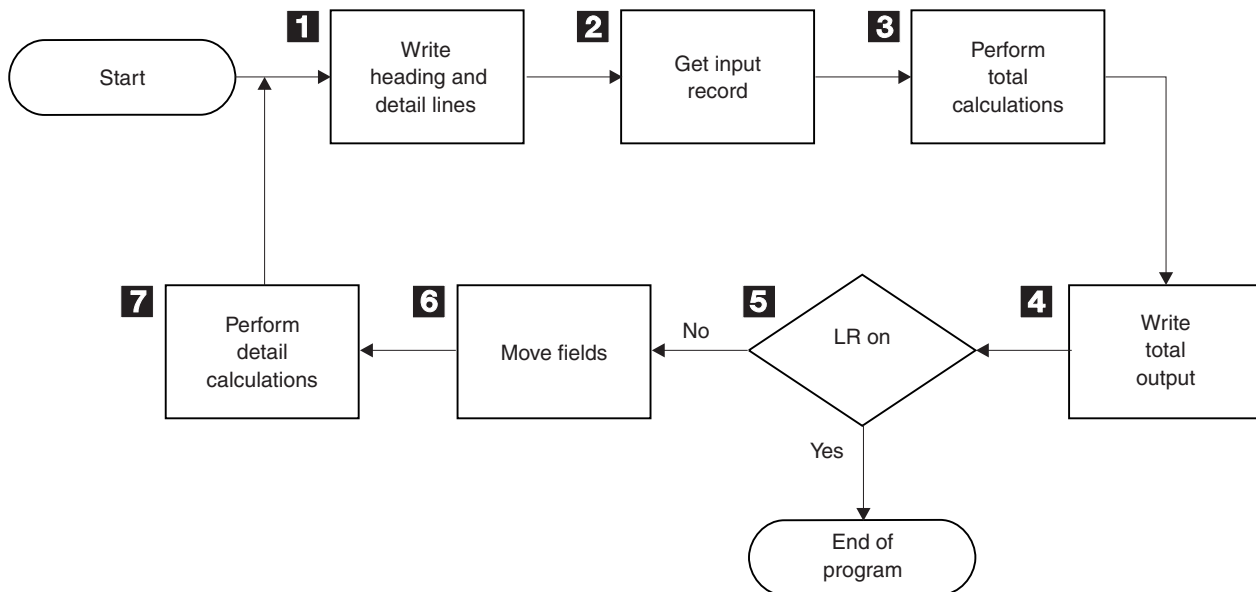 Start
1
Write
heading and
detail lines
2
Get input
record
3
Perform
total
calculations
4
Write
total
output
5
LR on
No
6
Move fields
7
Perform
detail
calculations
Yes
End of
program